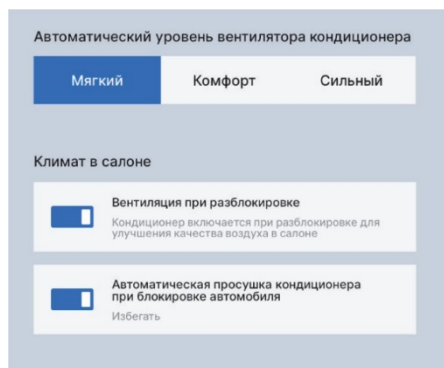 Автоматический уровень вентилятора кондиционера
Мягкий Комфорт Сильный
Климат в салоне
Вентиляция при разблокировке
Кондиционер включается при разблокировке для
улучшения качества воздуха в салоне
Автоматическая просушка кондиционера
при блокировке автомобиля
Избегать